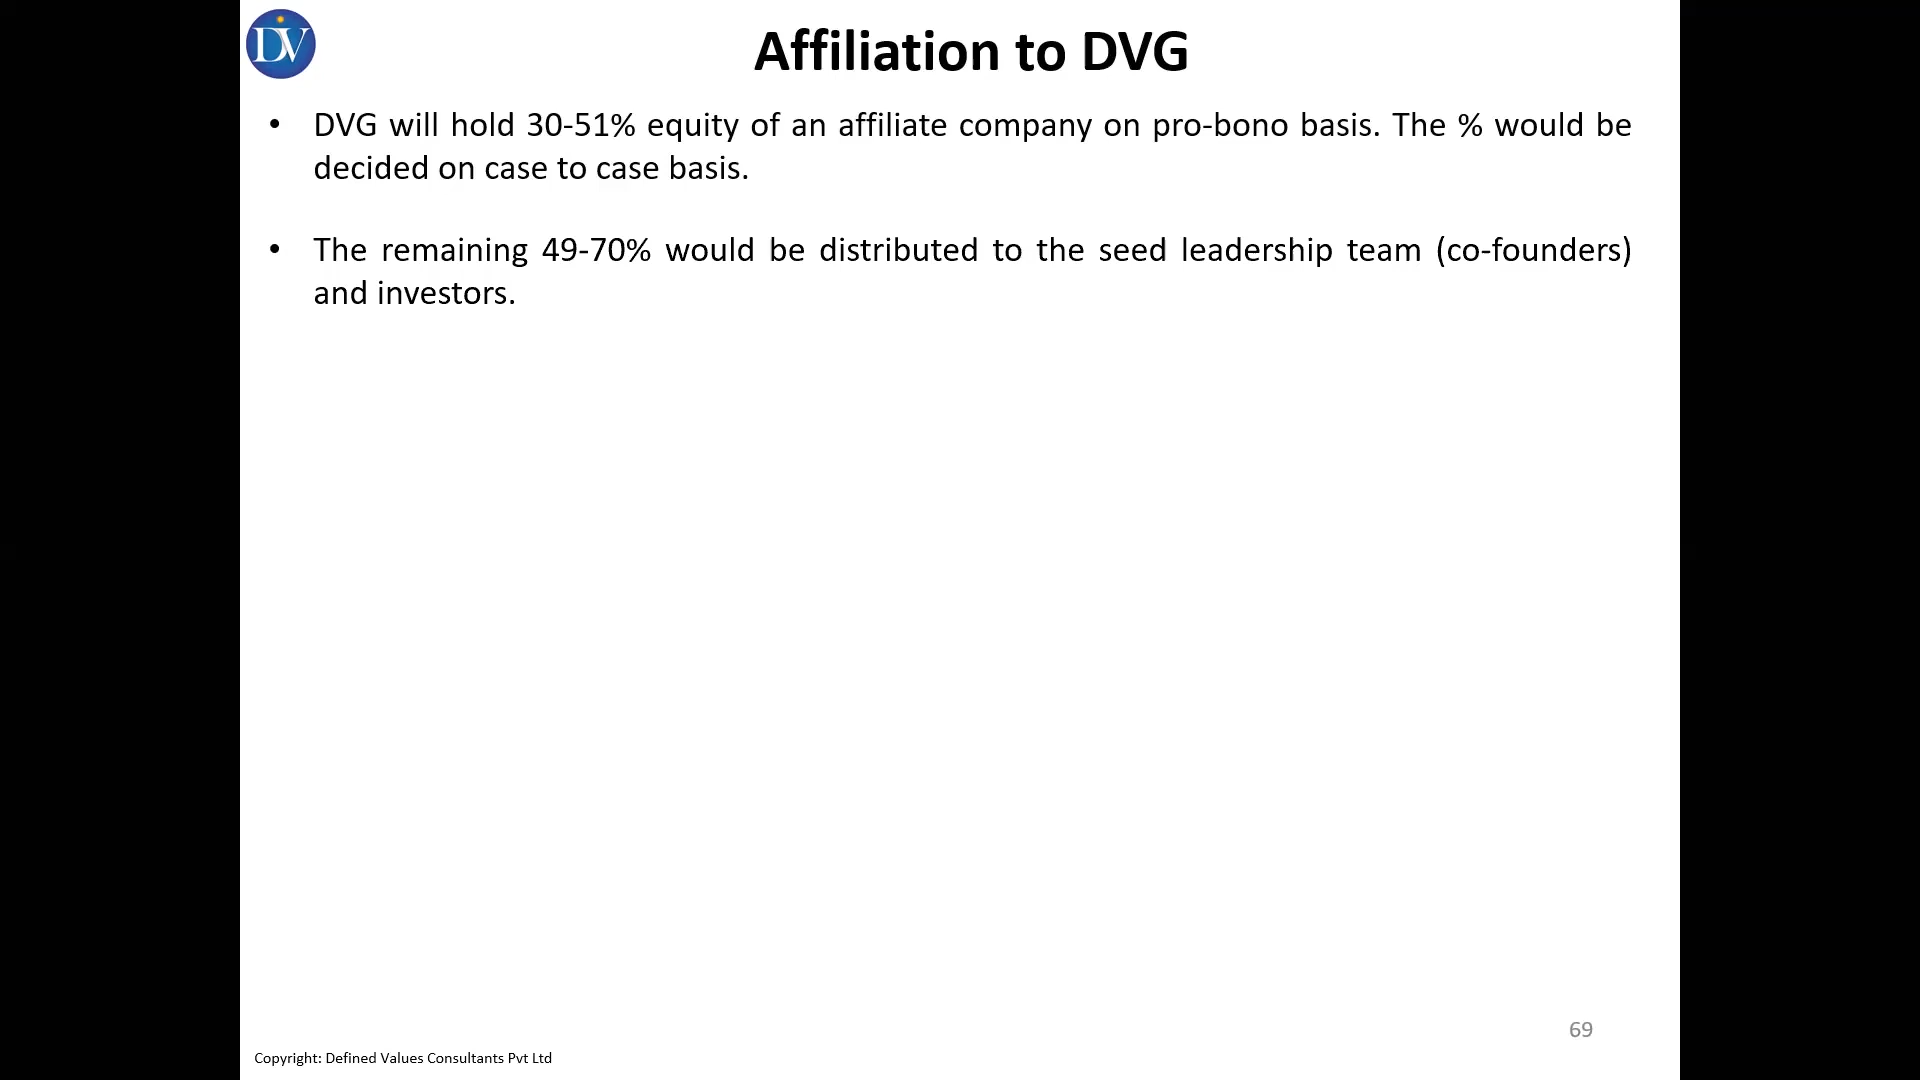 DV
Affiliation to DVG
• DVG will hold 30-51% equity of an affiliate company on pro-bono basis. The % would be
decided on case to case basis.
• The remaining 49-70% would be distributed to the seed leadership team (co-founders)
and investors.
69
Copyright: Defined Values Consultants Pvt Ltd